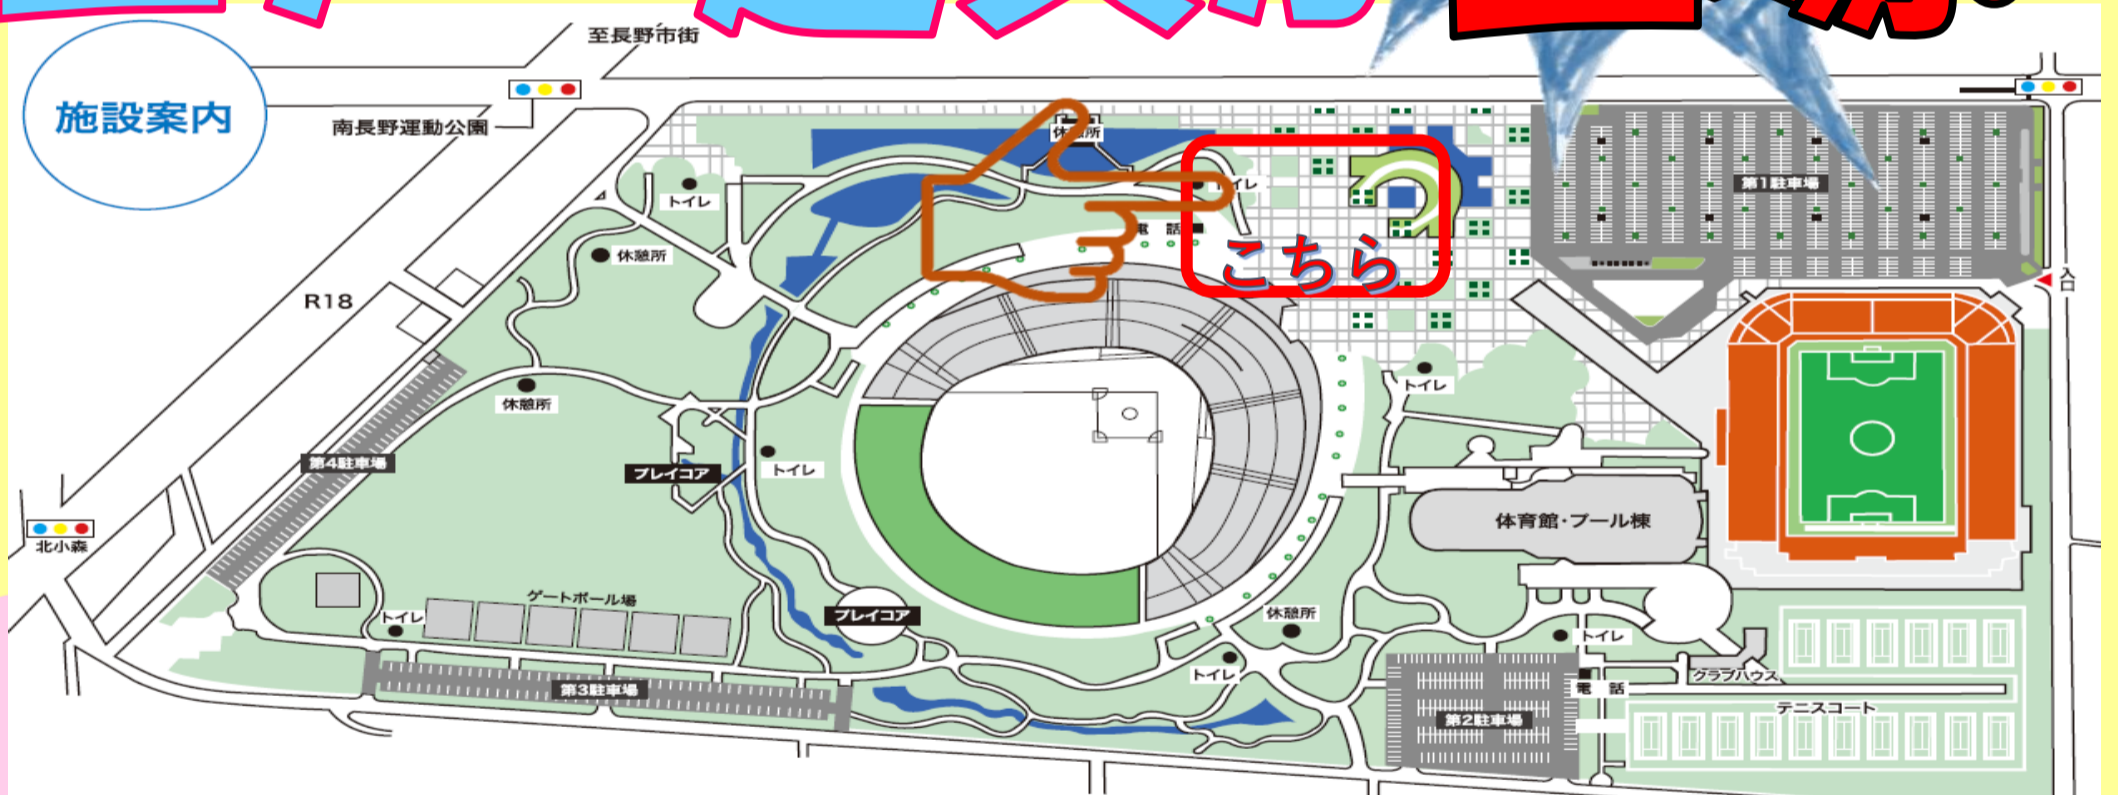 至長野市街
施設案内
南長野運動公園
休憩所
トイレ
第1駐車場
トイレ
電話
休憩所
こちら
入口
R18
トイレ
休憩所
第4駐車場
プレイコア
トイレ
体育館・プール棟
北小森
ゲートボール場
トイレ
プレイコア
休憩所
トイレ
トイレ
クラブハウス
第3駐車場
電話
テニスコート
第2駐車場